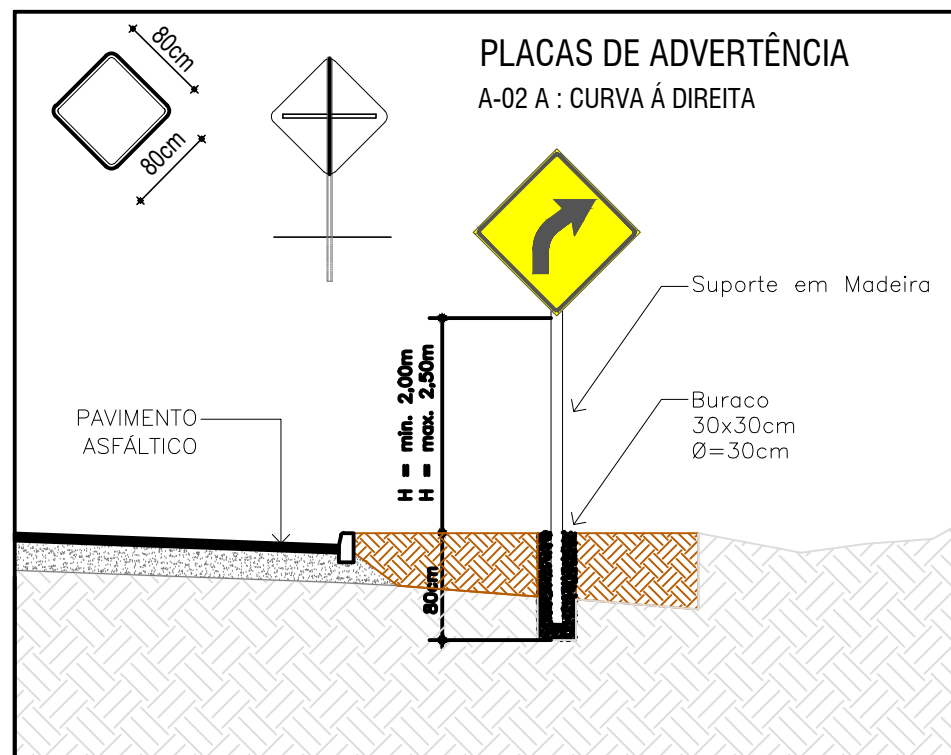 PLACAS DE ADVERTÊNCIA
A-02 A : CURVA Á DIREITA
80cm
80cm
Suporte em Madeira
H = min. 2,00m
H = max. 2,50m
Buraco
30x30cm
Ø=30cm
PAVIMENTO
ASFÁLTICO
80cm